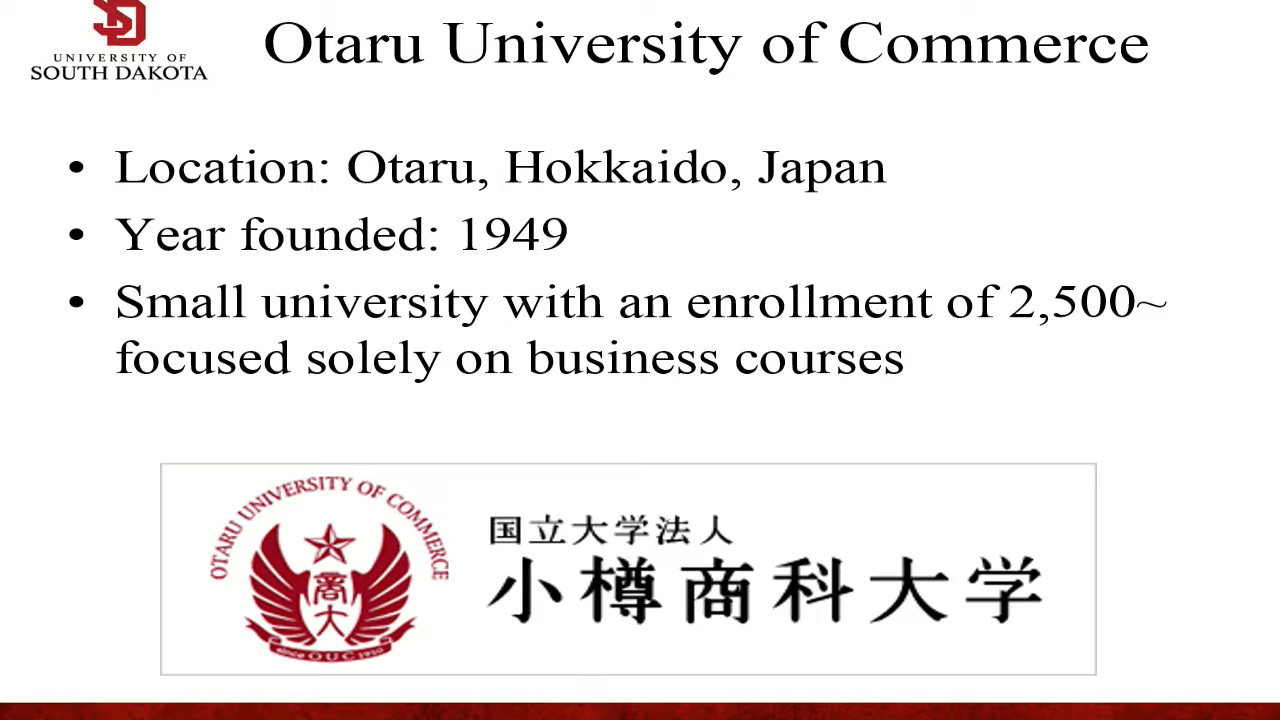 UNIVERSITY OF
SOUTH DAKOTA
Otaru University of Commerce
• Location: Otaru, Hokkaido, Japan
• Year founded: 1949
• Small university with an enrollment of 2,500~
focused solely on business courses
OTARU UNIVERSITY OF COMMERCE
商
大
since OUC 1910
国立大学法人
小樽商科大学